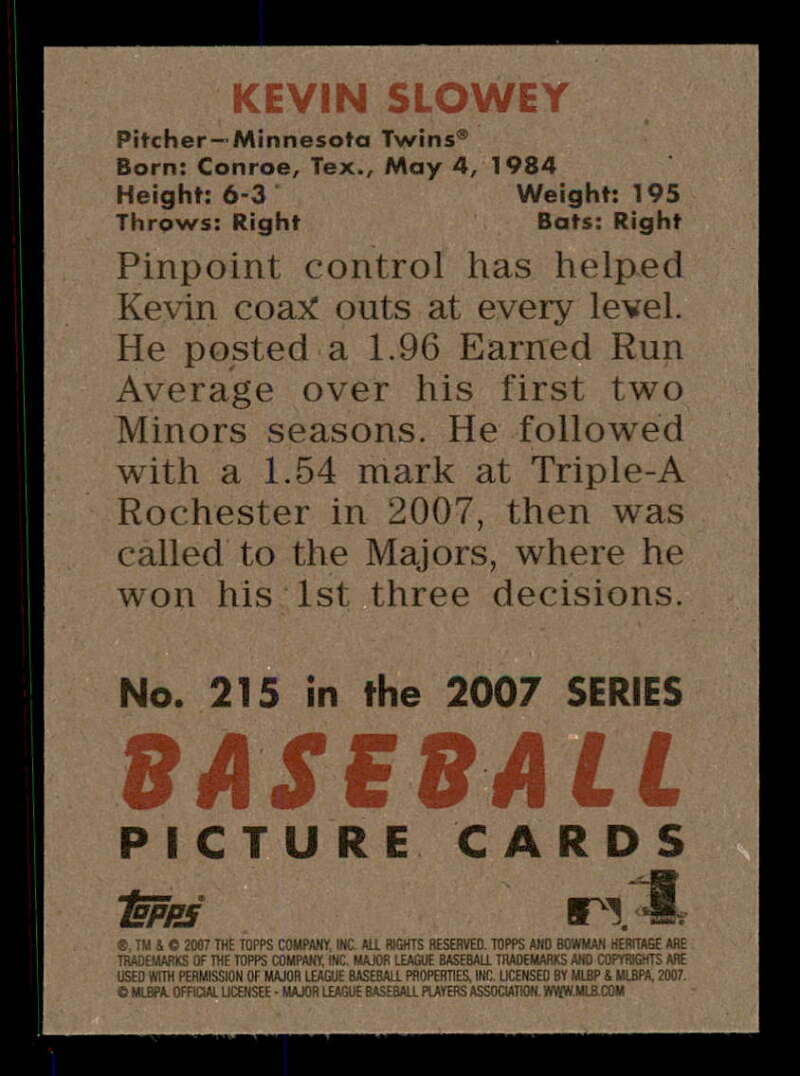 KEVIN SLOWEY
Pitcher—Minnesota Twins®
Born: Conroe, Tex., May 4, 1984
Height: 6-3 Weight: 195
Throws: Right Bats: Right
Pinpoint control has helped
Kevin coax outs at every level.
He posted a 1.96 Earned Run
Average over his first two
Minors seasons. He followed
with a 1.54 mark at Triple-A
Rochester in 2007, then was
called to the Majors, where he
won his 1st three decisions.
No. 215 in the 2007 SERIES
BASEBALL
PICTURE CARDS
topps
®, TM & © 2007 THE TOPPS COMPANY, INC. ALL RIGHTS RESERVED. TOPPS AND BOWMAN HERITAGE ARE
TRADEMARKS OF THE TOPPS COMPANY, INC. MAJOR LEAGUE BASEBALL TRADEMARKS AND COPYRIGHTS ARE
USED WITH PERMISSION OF MAJOR LEAGUE BASEBALL PROPERTIES, INC. LICENSED BY MLBP & MLBPA, 2007.
© MLBPA. OFFICIAL LICENSEE - MAJOR LEAGUE BASEBALL PLAYERS ASSOCIATION. WWW.MLB.COM